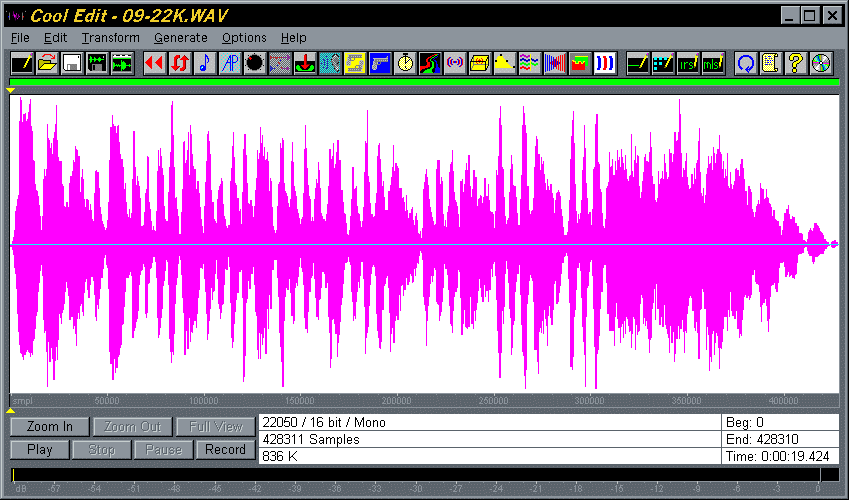 Cool Edit - 09-22K.WAV
File Edit Transform Generate Options Help
AP irs mls ?
smpl 50000 100000 150000 200000 250000 300000 350000 400000
Zoom In Zoom Out Full View
Play Stop Pause Record
22050 / 16 bit / Mono
428311 Samples
836 K
Beg: 0
End: 428310
Time: 0:00:19.424
dB -57 -54 -51 -48 -45 -42 -39 -36 -33 -30 -27 -24 -21 -18 -15 -12 -9 -6 -3 0